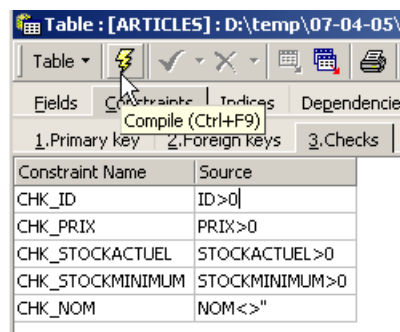 Table : [ARTICLES] : D:\temp\07-04-05\
Table
Fields Constraints Indices Dependencie
Compile (Ctrl+F9)
1.Primary key 2.Foreign keys 3.Checks
Constraint Name Source
CHK_ID ID>0
CHK_PRIX PRIX>0
CHK_STOCKACTUEL STOCKACTUEL>0
CHK_STOCKMINIMUM STOCKMINIMUM>0
CHK_NOM NOM<>''